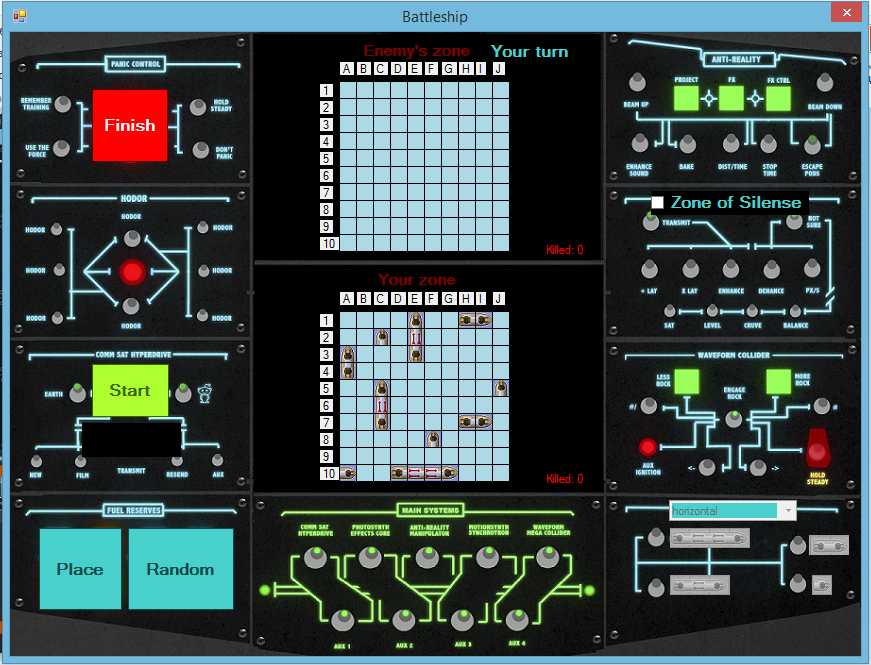 Battleship
PANIC CONTROL
REMEMBER TRAINING
HOLD STEADY
Finish
USE THE FORCE
DON'T PANIC
HODOR
HODOR
HODOR
HODOR
HODOR
HODOR
HODOR
HODOR
HODOR
COMM SAT HYPERDRIVE
EARTH
Start
NEW
FILM
TRANSMIT
RESEND
AUX
FUEL RESERVES
Place
Random
Enemy's zone
Your turn
A B C D E F G H I J
1
2
3
4
5
6
7
8
9
10
Killed: 0
Your zone
A B C D E F G H I J
1
2
3
4
5
6
7
8
9
10
Killed: 0
MAIN SYSTEMS
COMM SAT HYPERDRIVE
PHOTOSYNTH EFFECTS CORE
ANTI-REALITY MANIPULATOR
MOTIONSYNTH SYNCHROTRON
WAVEFORM MEGA COLLIDER
AUX 1
AUX 2
AUX 3
AUX 4
ANTI-REALITY
PROJECT
FX
FX CTRL
BEAM UP
BEAM DOWN
ENHANCE SOUND
BAKE
DIST/TIME
STOP TIME
ESCAPE PODS
Zone of Silense
TRANSMIT
NOT SURE
+ LAY
X LAY
ENHANCE
DEHANCE
PX/S
SAT
LEVEL
CRUVE
BALANCE
WAVEFORM COLLIDER
LESS ROCK
MORE ROCK
ENGAGE ROCK
#/
#
AUX IGNITION
<-
->
HOLD STEADY
horizontal